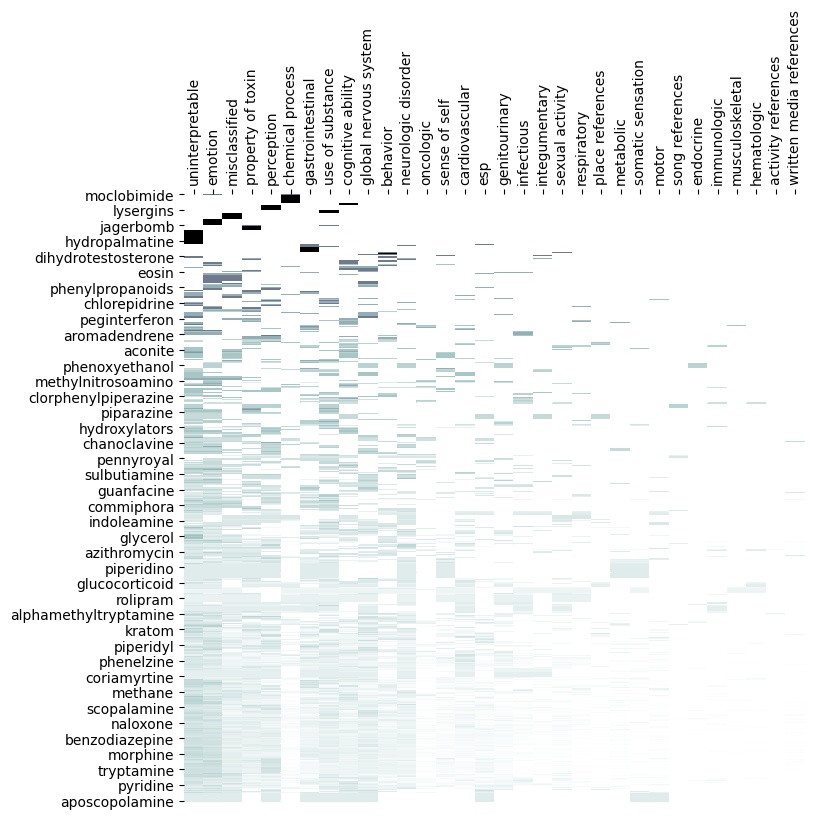 uninterpretable
emotion
misclassified
property of toxin
perception
chemical process
gastrointestinal
use of substance
cognitive ability
global nervous system
behavior
neurologic disorder
oncologic
sense of self
cardiovascular
esp
genitourinary
infectious
integumentary
sexual activity
respiratory
place references
metabolic
somatic sensation
motor
song references
endocrine
immunologic
musculoskeletal
hematologic
activity references
written media references
moclobimide
lysergins
jagerbomb
hydropalmatine
dihydrotestosterone
eosin
phenylpropanoids
chlorepidrine
peginterferon
aromadendrene
aconite
phenoxyethanol
methylnitrosoamino
clorphenylpiperazine
piparazine
hydroxylators
chanoclavine
pennyroyal
sulbutiamine
guanfacine
commiphora
indoleamine
glycerol
azithromycin
piperidino
glucocorticoid
rolipram
alphamethyltryptamine
kratom
piperidyl
phenelzine
coriamyrtine
methane
scopalamine
naloxone
benzodiazepine
morphine
tryptamine
pyridine
aposcopolamine